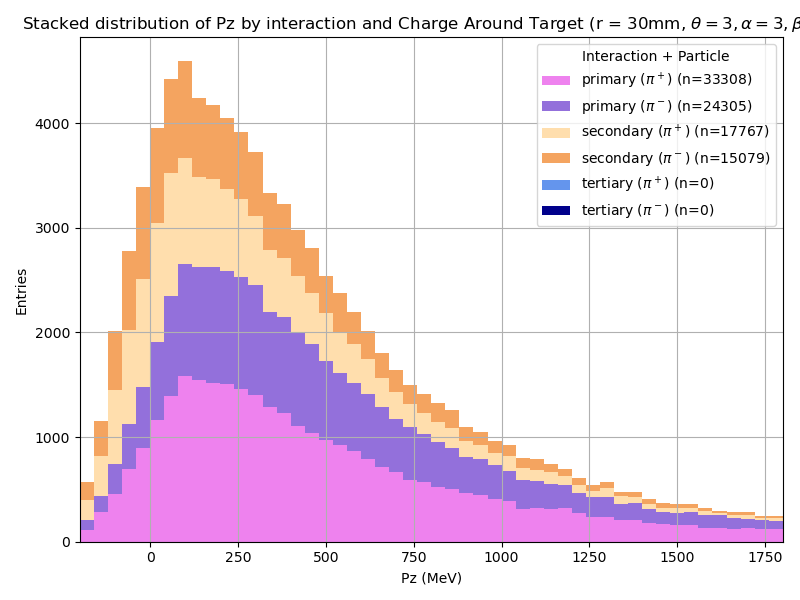 Stacked distribution of Pz by interaction and Charge Around Target (r = 30mm, θ = 3, α = 3, β
Interaction + Particle
primary (π⁺) (n=33308)
primary (π⁻) (n=24305)
secondary (π⁺) (n=17767)
secondary (π⁻) (n=15079)
tertiary (π⁺) (n=0)
tertiary (π⁻) (n=0)
4000
3000
2000
1000
0
Entries
0 250 500 750 1000 1250 1500 1750
Pz (MeV)